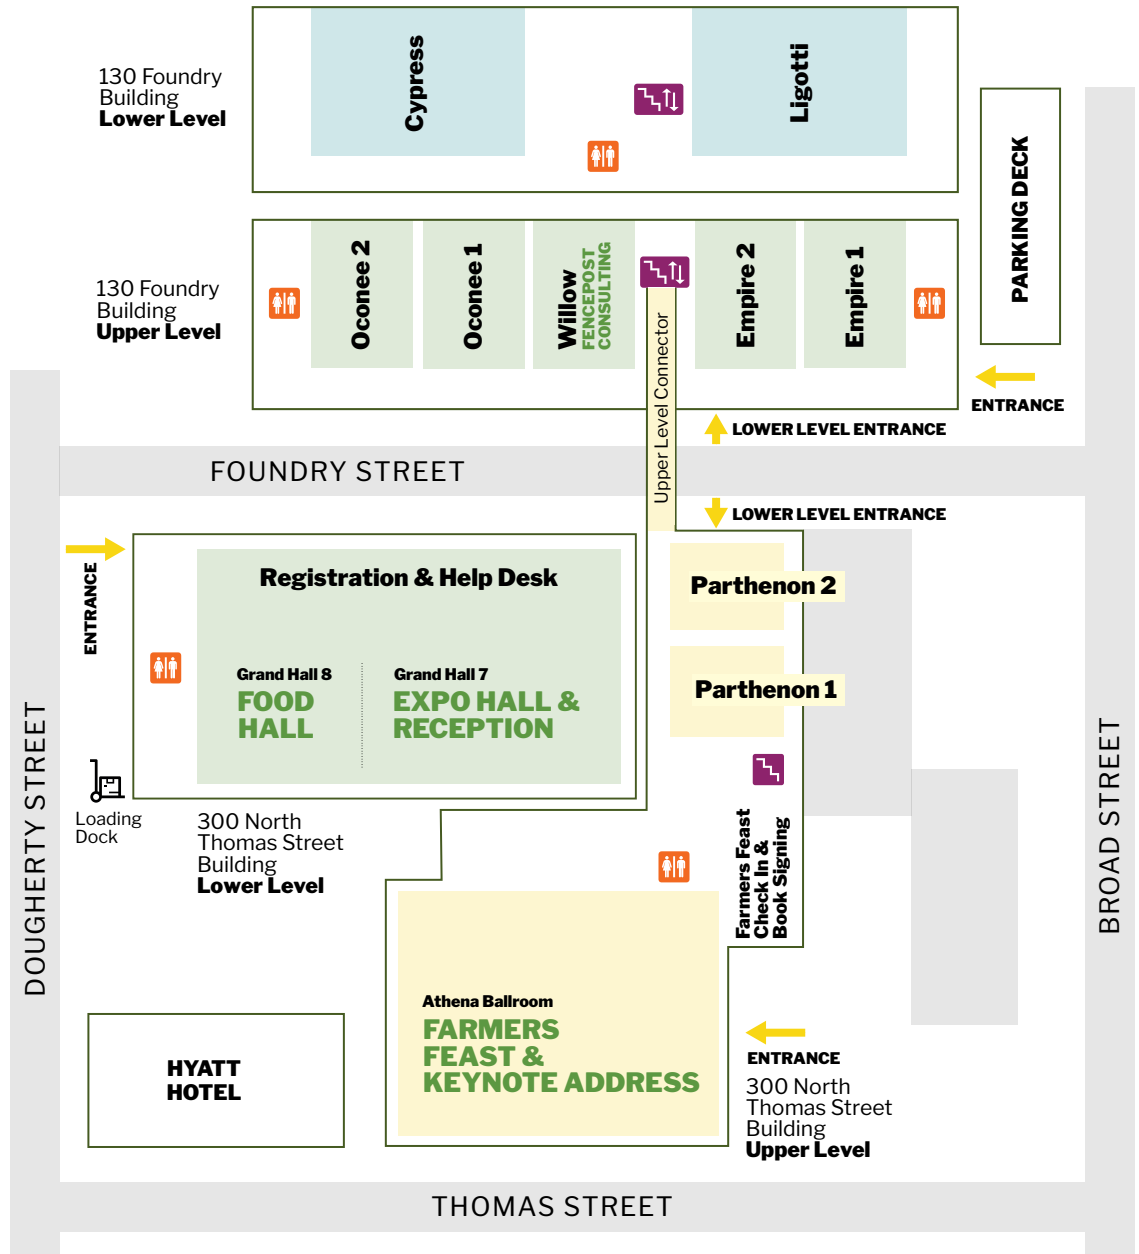 130 Foundry
Building
Lower Level
Cypress
Ligotti
PARKING DECK
130 Foundry
Building
Upper Level
Oconee 2
Oconee 1
Willow
FENCEPOST
CONSULTING
Empire 2
Empire 1
Upper Level Connector
ENTRANCE
LOWER LEVEL ENTRANCE
FOUNDRY STREET
LOWER LEVEL ENTRANCE
ENTRANCE
Registration & Help Desk
Parthenon 2
Grand Hall 8
FOOD
HALL
Grand Hall 7
EXPO HALL &
RECEPTION
Parthenon 1
DOUGHERTY STREET
BROAD STREET
Loading
Dock
300 North
Thomas Street
Building
Lower Level
Farmers Feast
Check In &
Book Signing
Athena Ballroom
FARMERS
FEAST &
KEYNOTE ADDRESS
HYATT
HOTEL
ENTRANCE
300 North
Thomas Street
Building
Upper Level
THOMAS STREET